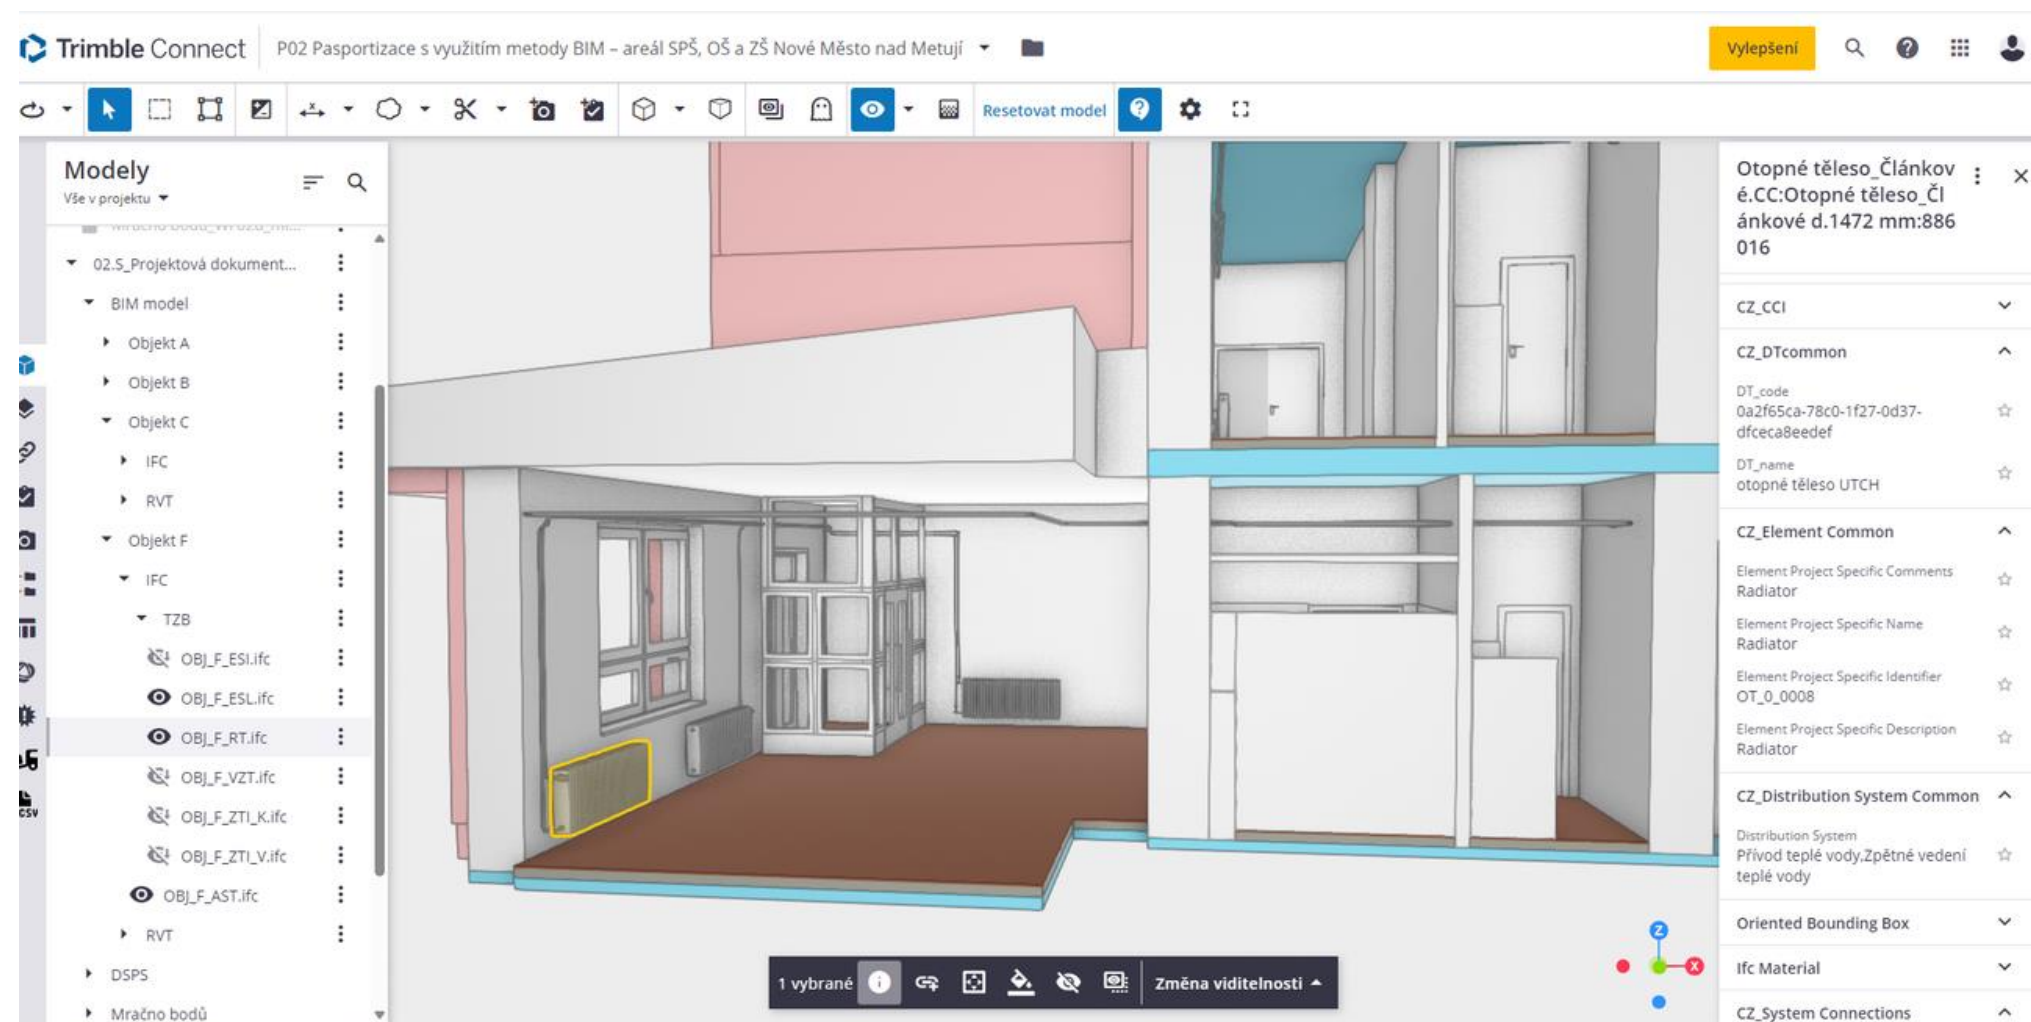 Trimble Connect
P02 Pasportizace s využitím metody BIM – areál SPŠ, OŠ a ZŠ Nové Město nad Metují
Vylepšení
Resetovat model
Modely
Vše v projektu
02.S_Projektová dokument...
BIM model
Objekt A
Objekt B
Objekt C
IFC
RVT
Objekt F
IFC
TZB
OBJ_F_ESI.ifc
OBJ_F_ESL.ifc
OBJ_F_RT.ifc
OBJ_F_VZT.ifc
OBJ_F_ZTI_K.ifc
OBJ_F_ZTI_V.ifc
OBJ_F_AST.ifc
RVT
DSPS
Mračno bodů
CSV
1 vybrané
Změna viditelnosti
Z
X
Otopné těleso_Článkov
é.CC:Otopné těleso_Čl
ánkové d.1472 mm:886
016
CZ_CCI
CZ_DTcommon
DT_code
0a2f65ca-78c0-1f27-0d37-
dfceca8eedef
DT_name
otopné těleso UTCH
CZ_Element Common
Element Project Specific Comments
Radiator
Element Project Specific Name
Radiator
Element Project Specific Identifier
OT_0_0008
Element Project Specific Description
Radiator
CZ_Distribution System Common
Distribution System
Přívod teplé vody,Zpětné vedení
teplé vody
Oriented Bounding Box
Ifc Material
CZ_System Connections